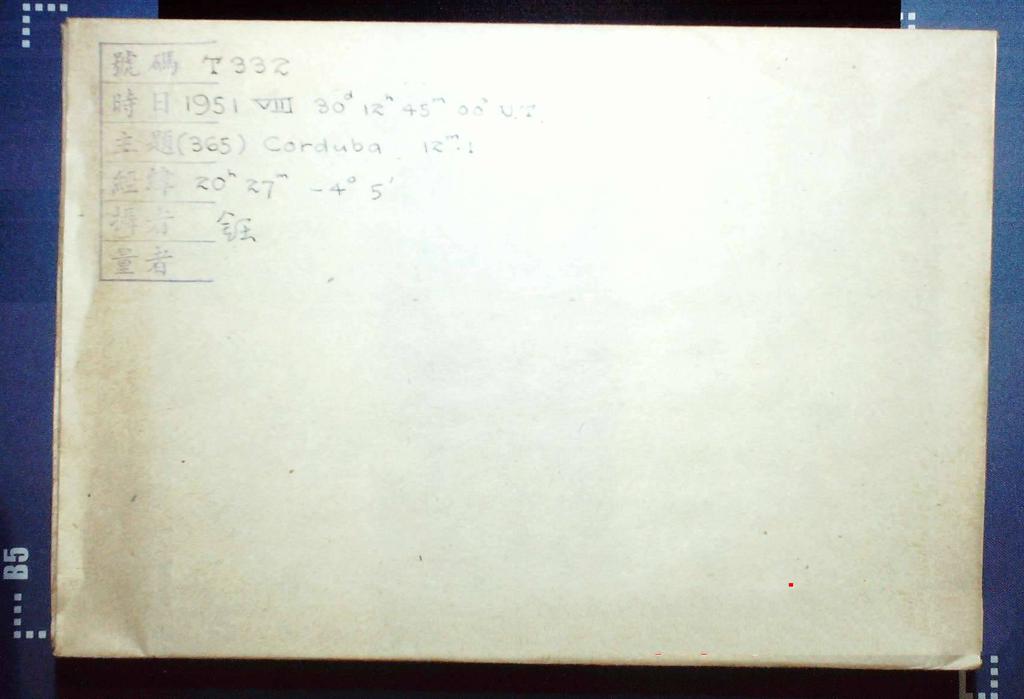 號碼 T332
時日 1951 VIII 30ᵈ 12ʰ 45ᵐ 00ˢ U.T.
主題 (365) Corduba 12ᵐ.1
經緯 20ʰ 27ᵐ -4° 5'
攝者
量者
B5